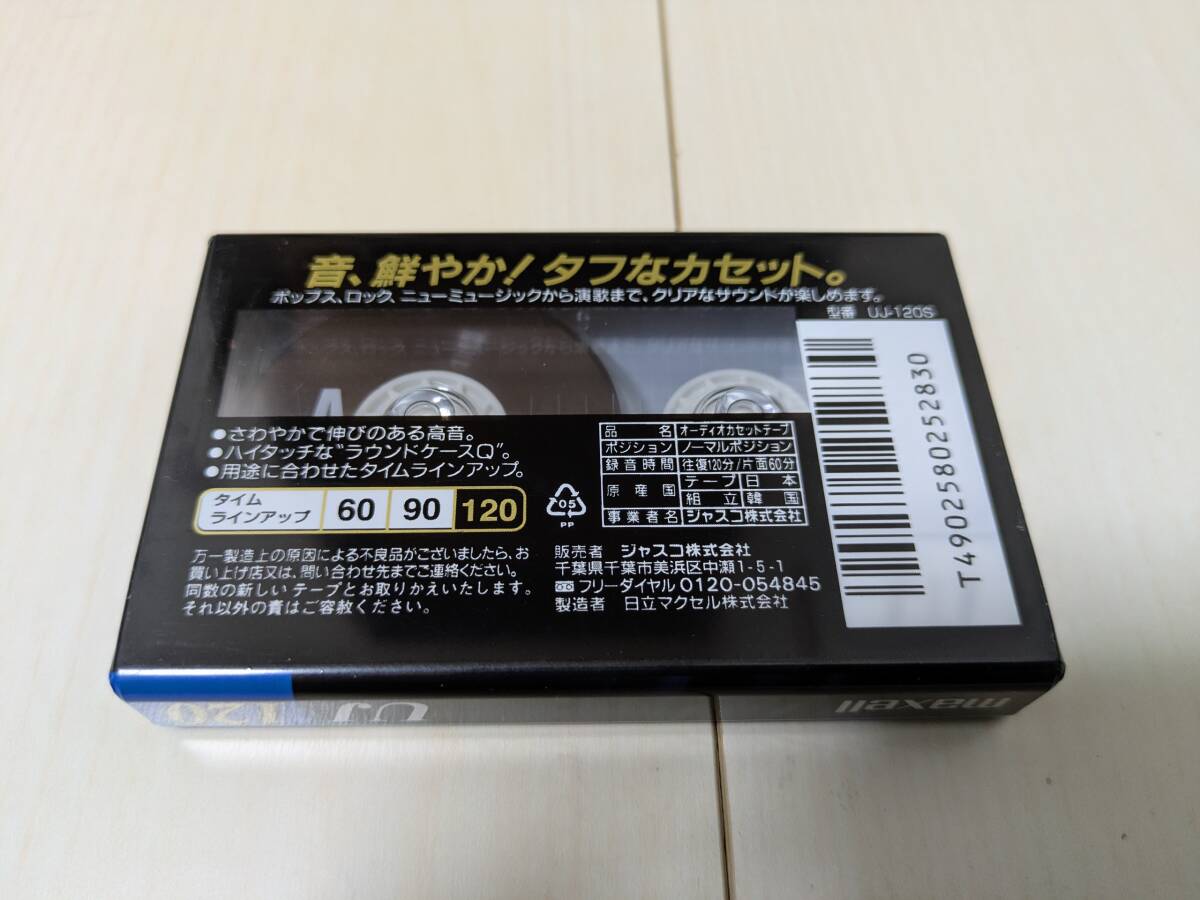 音、鮮やか！タフなカセット。
ポップス、ロック、ニューミュージックから演歌まで、クリアなサウンドが楽しめます。
型番 UJ-120S
A
●さわやかで伸びのある高音。
●ハイタッチな“ラウンドケースQ”。
●用途に合わせたタイムラインアップ。
タイム
ラインアップ 60 90 120
05
PP
品名 オーディオカセットテープ
ポジション ノーマルポジション
録音時間 往復120分/片面60分
原産国 テープ 日本
組立 韓国
事業者名 ジャスコ株式会社
万一製造上の原因による不良品がございましたら、お
買い上げ店又は、問い合わせ先までご連絡ください。
同数の新しいテープとお取りかえいたします。
それ以外の責はご容赦ください。
販売者 ジャスコ株式会社
千葉県千葉市美浜区中瀬1-5-1
フリーダイヤル 0120-054845
製造者 日立マクセル株式会社
T4902580252830
maxell
UJ 120